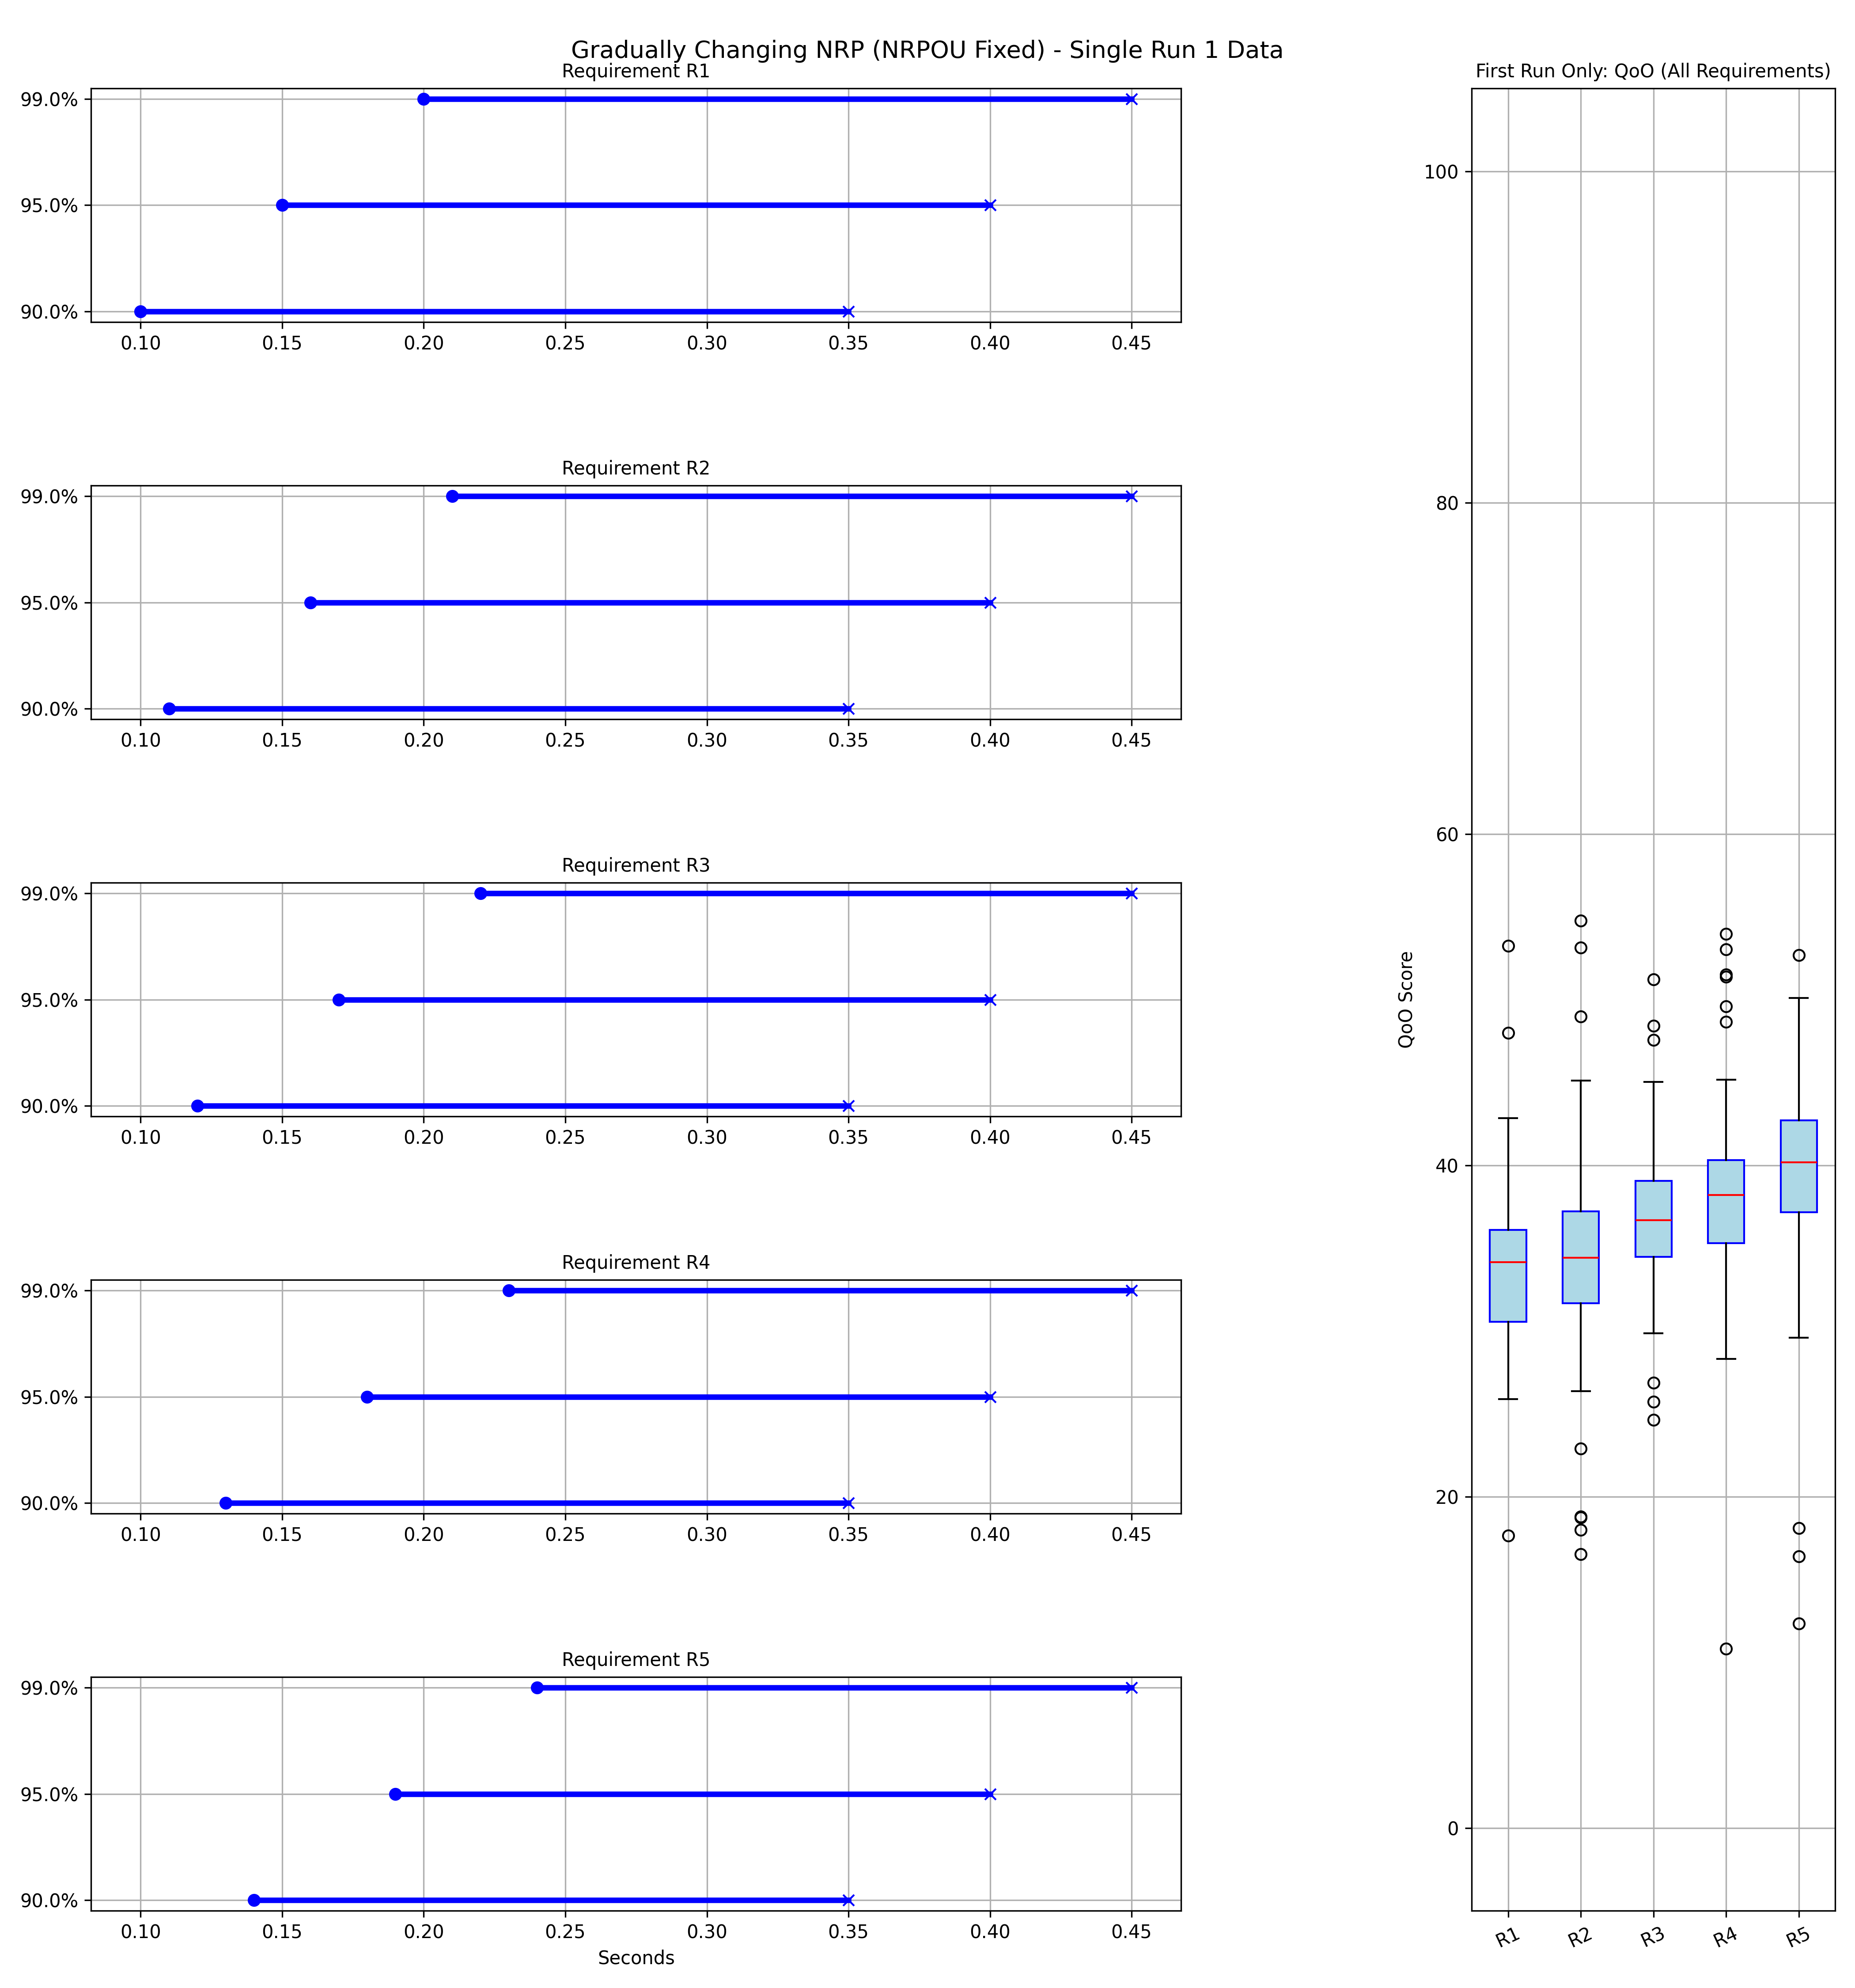 Gradually Changing NRP (NRPOU Fixed) - Single Run 1 Data
Requirement R1
99.0%
95.0%
90.0%
0.10 0.15 0.20 0.25 0.30 0.35 0.40 0.45
Requirement R2
99.0%
95.0%
90.0%
0.10 0.15 0.20 0.25 0.30 0.35 0.40 0.45
Requirement R3
99.0%
95.0%
90.0%
0.10 0.15 0.20 0.25 0.30 0.35 0.40 0.45
Requirement R4
99.0%
95.0%
90.0%
0.10 0.15 0.20 0.25 0.30 0.35 0.40 0.45
Requirement R5
99.0%
95.0%
90.0%
0.10 0.15 0.20 0.25 0.30 0.35 0.40 0.45
Seconds
First Run Only: QoO (All Requirements)
QoO Score
100
80
60
40
20
0
R1 R2 R3 R4 R5